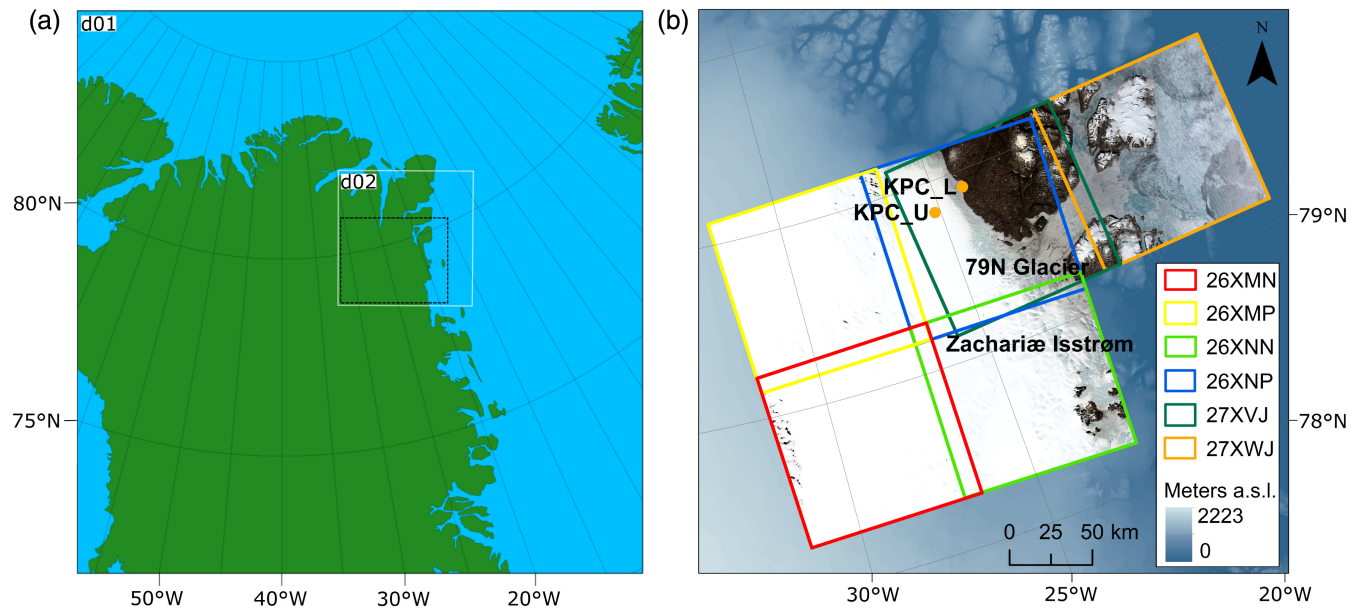 (a)
d01
d02
80°N
75°N
50°W
40°W
30°W
20°W
(b)
N
KPC_L
KPC_U
79N Glacier
Zachariæ Isstrøm
79°N
78°N
26XMN
26XMP
26XNN
26XNP
27XVJ
27XWJ
Meters a.s.l.
2223
0
0 25 50 km
30°W
25°W
20°W